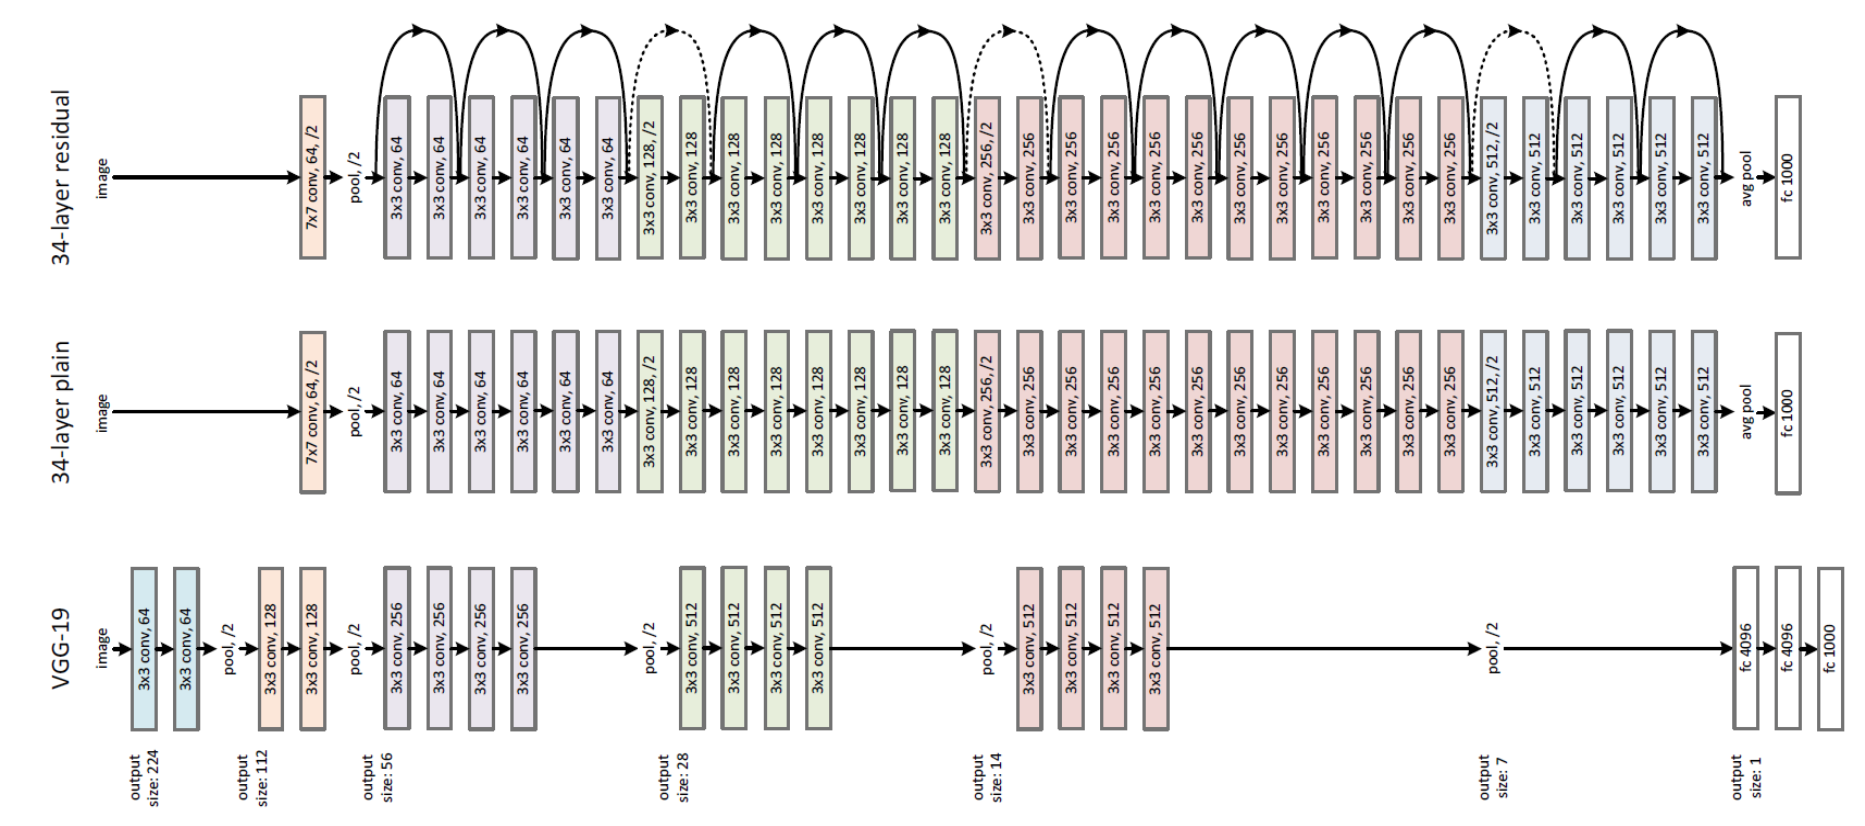 34-layer residual
image
7x7 conv, 64, /2
pool, /2
3x3 conv, 64
3x3 conv, 64
3x3 conv, 64
3x3 conv, 64
3x3 conv, 64
3x3 conv, 64
3x3 conv, 128, /2
3x3 conv, 128
3x3 conv, 128
3x3 conv, 128
3x3 conv, 128
3x3 conv, 128
3x3 conv, 128
3x3 conv, 128
3x3 conv, 256, /2
3x3 conv, 256
3x3 conv, 256
3x3 conv, 256
3x3 conv, 256
3x3 conv, 256
3x3 conv, 256
3x3 conv, 256
3x3 conv, 256
3x3 conv, 256
3x3 conv, 256
3x3 conv, 256
3x3 conv, 512, /2
3x3 conv, 512
3x3 conv, 512
3x3 conv, 512
3x3 conv, 512
3x3 conv, 512
avg pool
fc 1000
34-layer plain
image
7x7 conv, 64, /2
pool, /2
3x3 conv, 64
3x3 conv, 64
3x3 conv, 64
3x3 conv, 64
3x3 conv, 64
3x3 conv, 64
3x3 conv, 128, /2
3x3 conv, 128
3x3 conv, 128
3x3 conv, 128
3x3 conv, 128
3x3 conv, 128
3x3 conv, 128
3x3 conv, 128
3x3 conv, 256, /2
3x3 conv, 256
3x3 conv, 256
3x3 conv, 256
3x3 conv, 256
3x3 conv, 256
3x3 conv, 256
3x3 conv, 256
3x3 conv, 256
3x3 conv, 256
3x3 conv, 256
3x3 conv, 256
3x3 conv, 512, /2
3x3 conv, 512
3x3 conv, 512
3x3 conv, 512
3x3 conv, 512
3x3 conv, 512
avg pool
fc 1000
VGG-19
image
3x3 conv, 64
3x3 conv, 64
pool, /2
3x3 conv, 128
3x3 conv, 128
pool, /2
3x3 conv, 256
3x3 conv, 256
3x3 conv, 256
3x3 conv, 256
pool, /2
3x3 conv, 512
3x3 conv, 512
3x3 conv, 512
3x3 conv, 512
pool, /2
3x3 conv, 512
3x3 conv, 512
3x3 conv, 512
3x3 conv, 512
pool, /2
fc 4096
fc 4096
fc 1000
output
size: 224
output
size: 112
output
size: 56
output
size: 28
output
size: 14
output
size: 7
output
size: 1